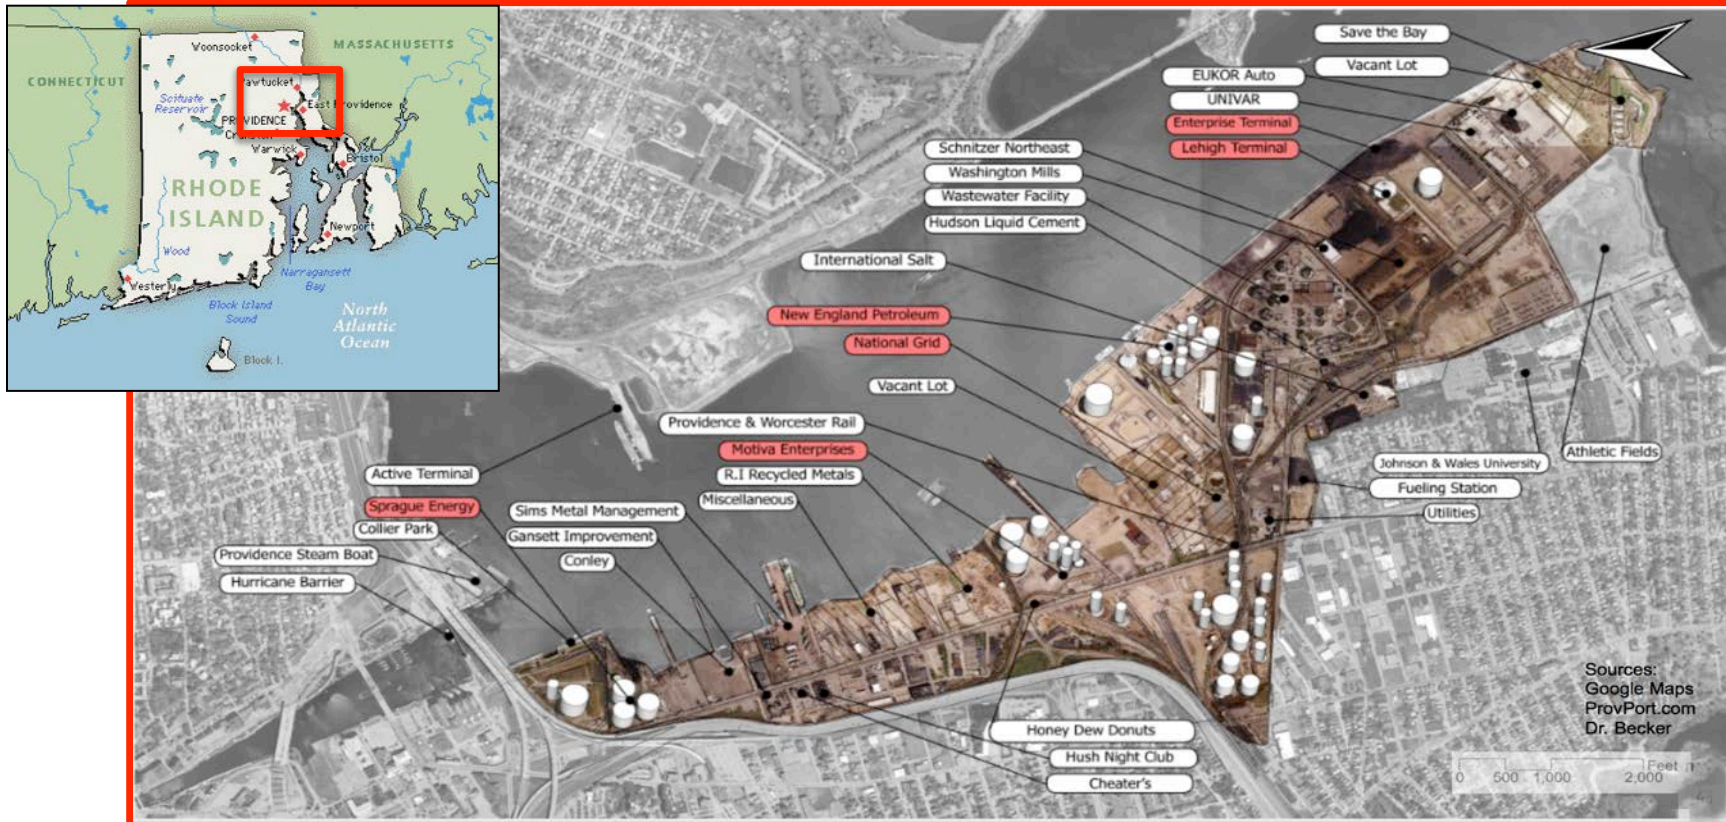 Woonsocket
MASSACHUSETTS
CONNECTICUT
Pawtucket
Scituate
Reservoir
East Providence
PROVIDENCE
Cranston
Warwick
Bristol
RHODE
ISLAND
Newport
Wood
Narragansett
Bay
Westerly
Block Island
Sound
North
Atlantic
Ocean
Block I.
Save the Bay
Vacant Lot
EUKOR Auto
UNIVAR
Enterprise Terminal
Lehigh Terminal
Schnitzer Northeast
Washington Mills
Wastewater Facility
Hudson Liquid Cement
International Salt
New England Petroleum
National Grid
Vacant Lot
Providence & Worcester Rail
Motiva Enterprises
R.I Recycled Metals
Miscellaneous
Active Terminal
Sprague Energy
Collier Park
Providence Steam Boat
Hurricane Barrier
Sims Metal Management
Gansett Improvement
Conley
Athletic Fields
Johnson & Wales University
Fueling Station
Utilities
Honey Dew Donuts
Hush Night Club
Cheater's
Sources:
Google Maps
ProvPort.com
Dr. Becker
Feet
0 500 1,000 2,000